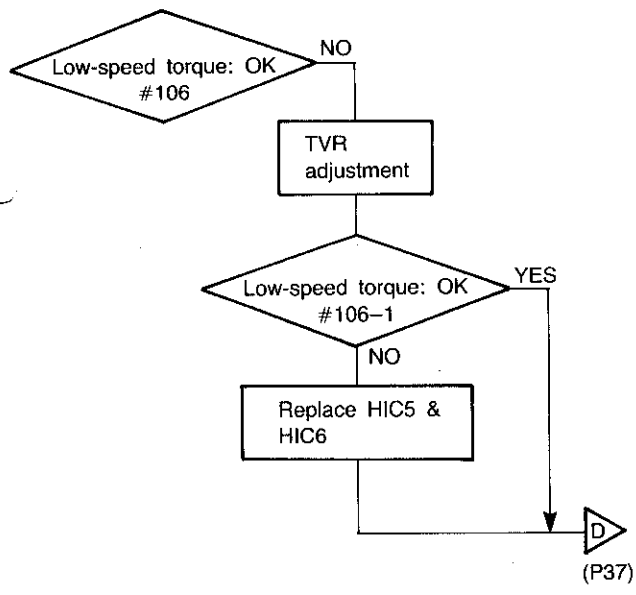 NO
Low-speed torque: OK
#106
TVR
adjustment
YES
Low-speed torque: OK
#106–1
NO
Replace HIC5 &
HIC6
D
(P37)